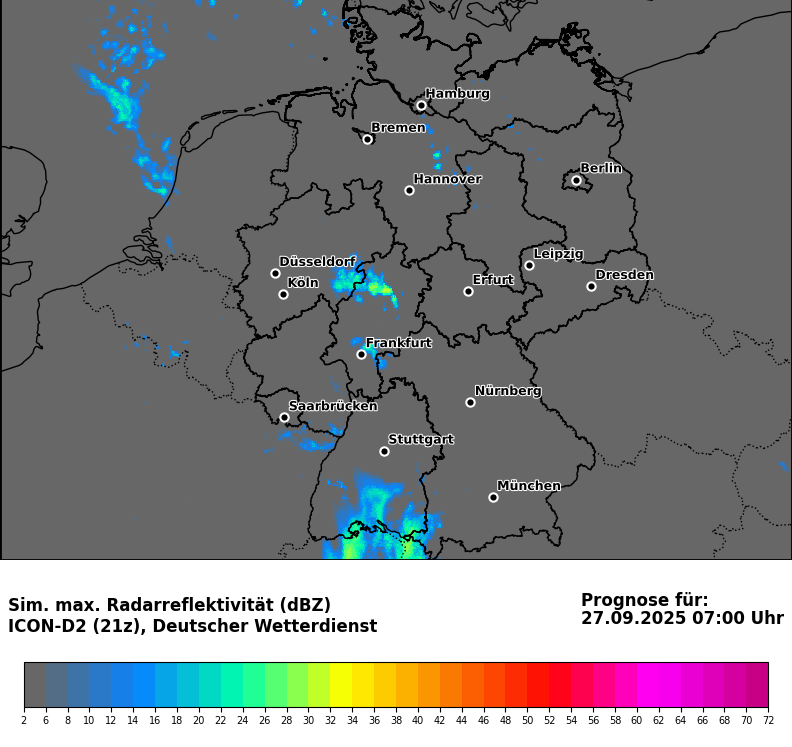 Hamburg
Bremen
Berlin
Hannover
Leipzig
Düsseldorf
Dresden
Köln
Erfurt
Frankfurt
Nürnberg
Saarbrücken
Stuttgart
München
Sim. max. Radarreflektivität (dBZ)
ICON-D2 (21z), Deutscher Wetterdienst
Prognose für:
27.09.2025 07:00 Uhr
2 6 8 10 12 14 16 18 20 22 24 26 28 30 32 34 36 38 40 42 44 46 48 50 52 54 56 58 60 62 64 66 68 70 72